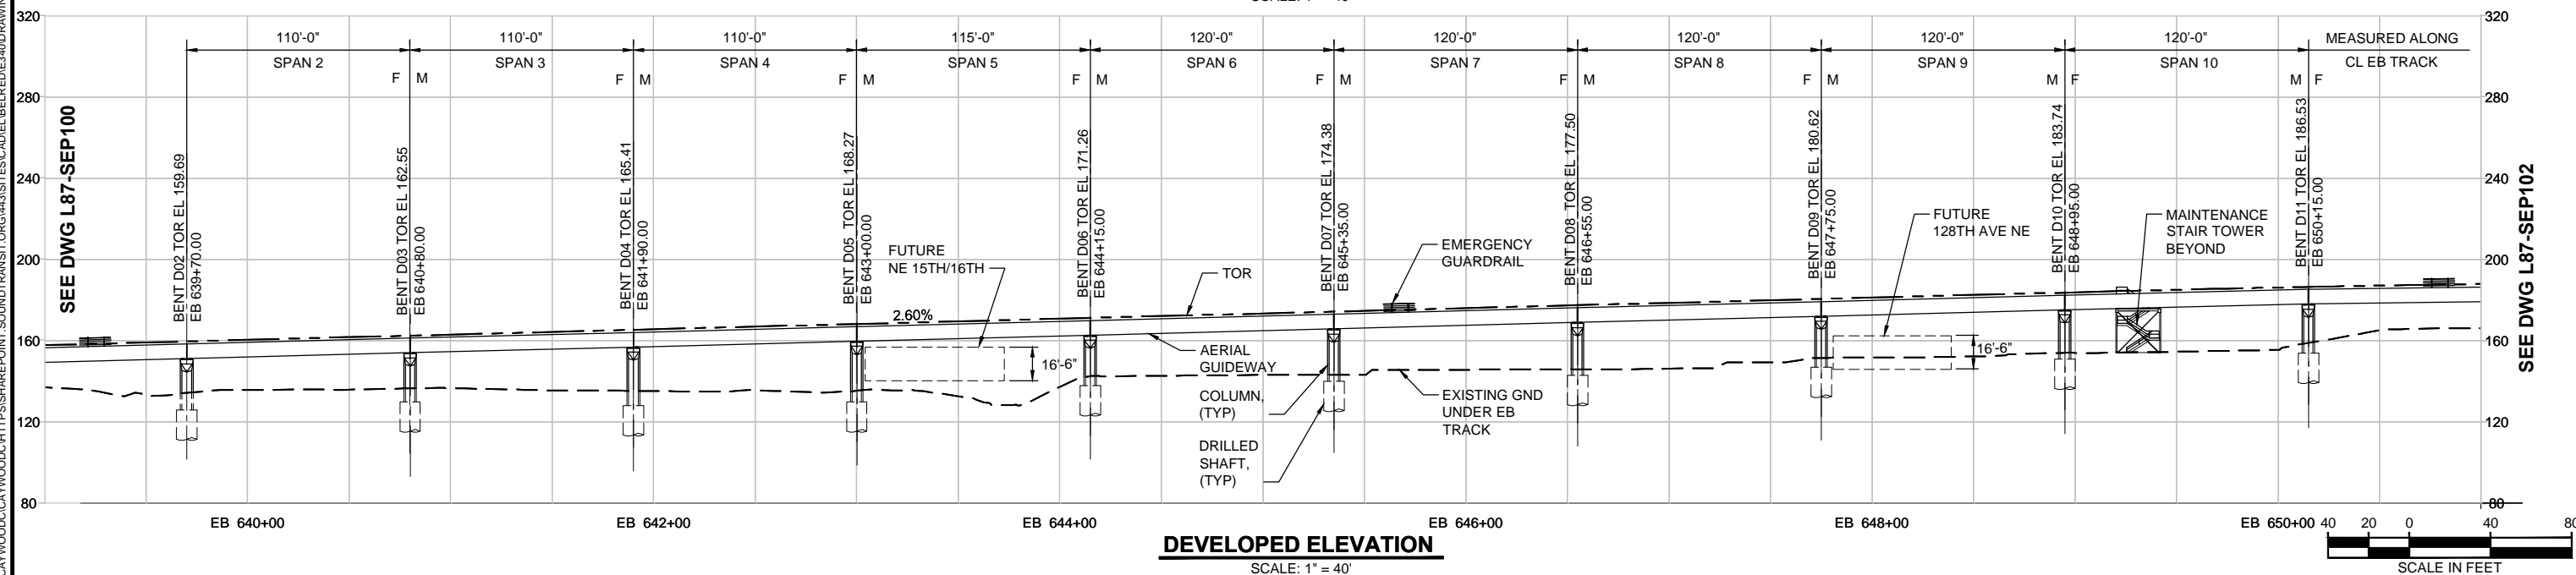 320
320
280
280
240
240
200
200
160
160
120
120
80
80
110'-0"
110'-0"
110'-0"
115'-0"
120'-0"
120'-0"
120'-0"
120'-0"
120'-0"
MEASURED ALONG
CL EB TRACK
SPAN 2
SPAN 3
SPAN 4
SPAN 5
SPAN 6
SPAN 7
SPAN 8
SPAN 9
SPAN 10
F M
F M
F M
F M
F M
F M
F M
M F
M F
SEE DWG L87-SEP100
BENT D02 TOR EL 159.69
EB 639+70.00
BENT D03 TOR EL 162.55
EB 640+80.00
BENT D04 TOR EL 165.41
EB 641+90.00
BENT D05 TOR EL 168.27
EB 643+00.00
BENT D06 TOR EL 171.26
EB 644+15.00
BENT D07 TOR EL 174.38
EB 645+35.00
BENT D08 TOR EL 177.50
EB 646+55.00
BENT D09 TOR EL 180.62
EB 647+75.00
BENT D10 TOR EL 183.74
EB 648+95.00
BENT D11 TOR EL 186.53
EB 650+15.00
SEE DWG L87-SEP102
FUTURE
NE 15TH/16TH
2.60%
16'-6"
TOR
AERIAL
GUIDEWAY
COLUMN,
(TYP)
DRILLED
SHAFT,
(TYP)
EMERGENCY
GUARDRAIL
EXISTING GND
UNDER EB
TRACK
FUTURE
128TH AVE NE
16'-6"
MAINTENANCE
STAIR TOWER
BEYOND
EB 640+00
EB 642+00
EB 644+00
EB 646+00
EB 648+00
EB 650+00
DEVELOPED ELEVATION
SCALE: 1" = 40'
40 20 0 40 80
SCALE IN FEET